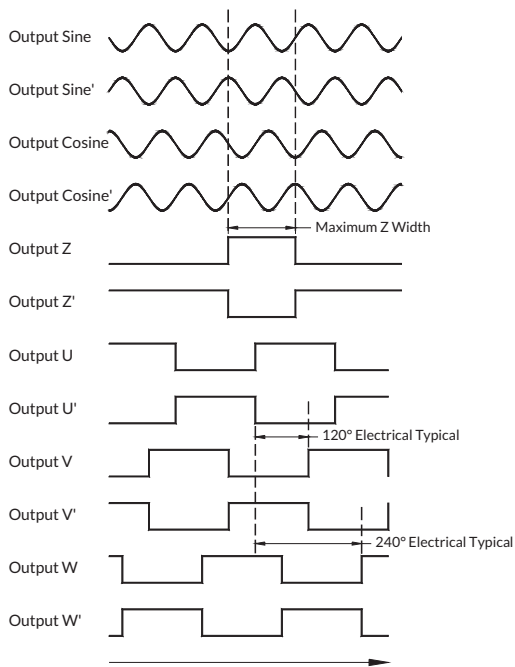 Output Sine
Output Sine'
Output Cosine
Output Cosine'
Maximum Z Width
Output Z
Output Z'
Output U
Output U'
120° Electrical Typical
Output V
Output V'
240° Electrical Typical
Output W
Output W'